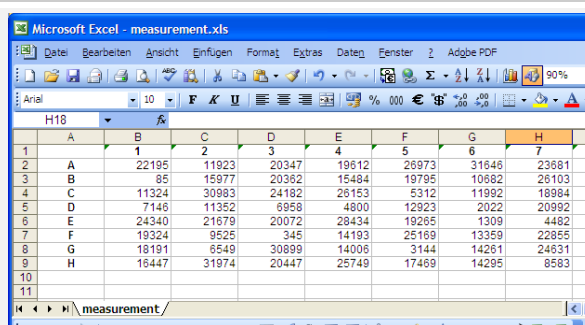 Microsoft Excel - measurement.xls
Datei Bearbeiten Ansicht Einfügen Format Extras Daten Fenster ? Adobe PDF
90%
Arial 10 F K U % 000 €
H18 fx
A B C D E F G H
1 1 2 3 4 5 6 7
2 A 22195 11923 20347 19612 26973 31646 23681
3 B 85 15977 20362 15484 19795 10682 26103
4 C 11324 30983 24182 26153 5312 11992 18984
5 D 7146 11352 6958 4800 12923 2022 20992
6 E 24340 21679 20072 28434 19265 1309 4482
7 F 19324 9525 345 14193 25169 13359 22855
8 G 18191 6549 30899 14006 3144 14261 24631
9 H 16447 31974 20447 25749 17469 14295 8583
10
11
measurement